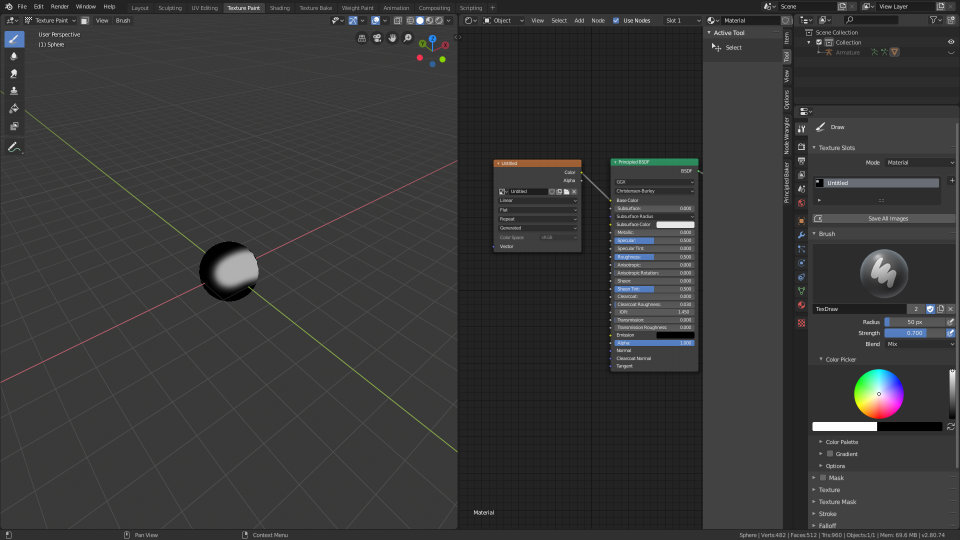 File Edit Render Window Help
Layout Sculpting UV Editing Texture Paint Shading Texture Bake Weight Paint Animation Compositing Scripting
Scene View Layer
Texture Paint View Brush
Object View Select Add Node Use Nodes Slot 1 Material
User Perspective
(1) Sphere
Active Tool
Select
Item
Tool
View
Options
Node Wrangler
Principled Baker
Scene Collection
Collection
Armature
Draw
Texture Slots
Mode Material
Untitled
Save All Images
Brush
TexDraw 2
Radius 50 px
Strength 0.700
Blend Mix
Color Picker
Color Palette
Gradient
Options
Mask
Texture
Texture Mask
Stroke
Falloff
Untitled
Color
Alpha
Untitled
Linear
Flat
Repeat
Generated
Color Space sRGB
Vector
Principled BSDF
BSDF
GGX
Christensen-Burley
Base Color
Subsurface: 0.000
Subsurface Radius
Subsurface Color
Metallic: 0.000
Specular: 0.500
Specular Tint: 0.000
Roughness: 0.500
Anisotropic: 0.000
Anisotropic Rotation: 0.000
Sheen: 0.000
Sheen Tint: 0.500
Clearcoat: 0.000
Clearcoat Roughness: 0.030
IOR: 1.450
Transmission: 0.000
Transmission Roughness: 0.000
Emission
Alpha: 1.000
Normal
Clearcoat Normal
Tangent
Material
Pan View Context Menu
Sphere | Verts:482 | Faces:512 | Tris:960 | Objects:1/1 | Mem: 69.6 MB | v2.80.74